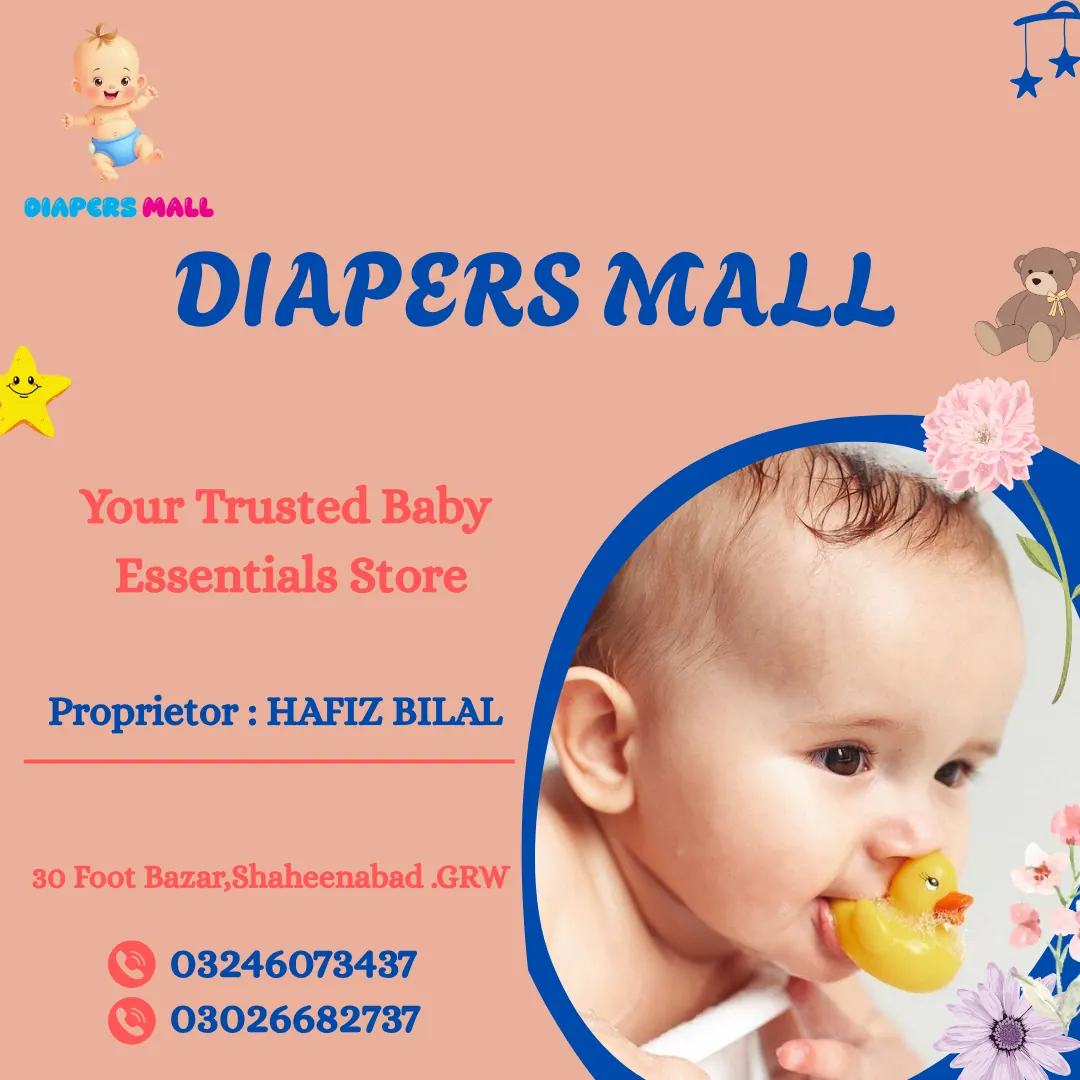 DIAPERS MALL
DIAPERS MALL
Your Trusted Baby
Essentials Store
Proprietor : HAFIZ BILAL
30 Foot Bazar,Shaheenabad .GRW
03246073437
03026682737